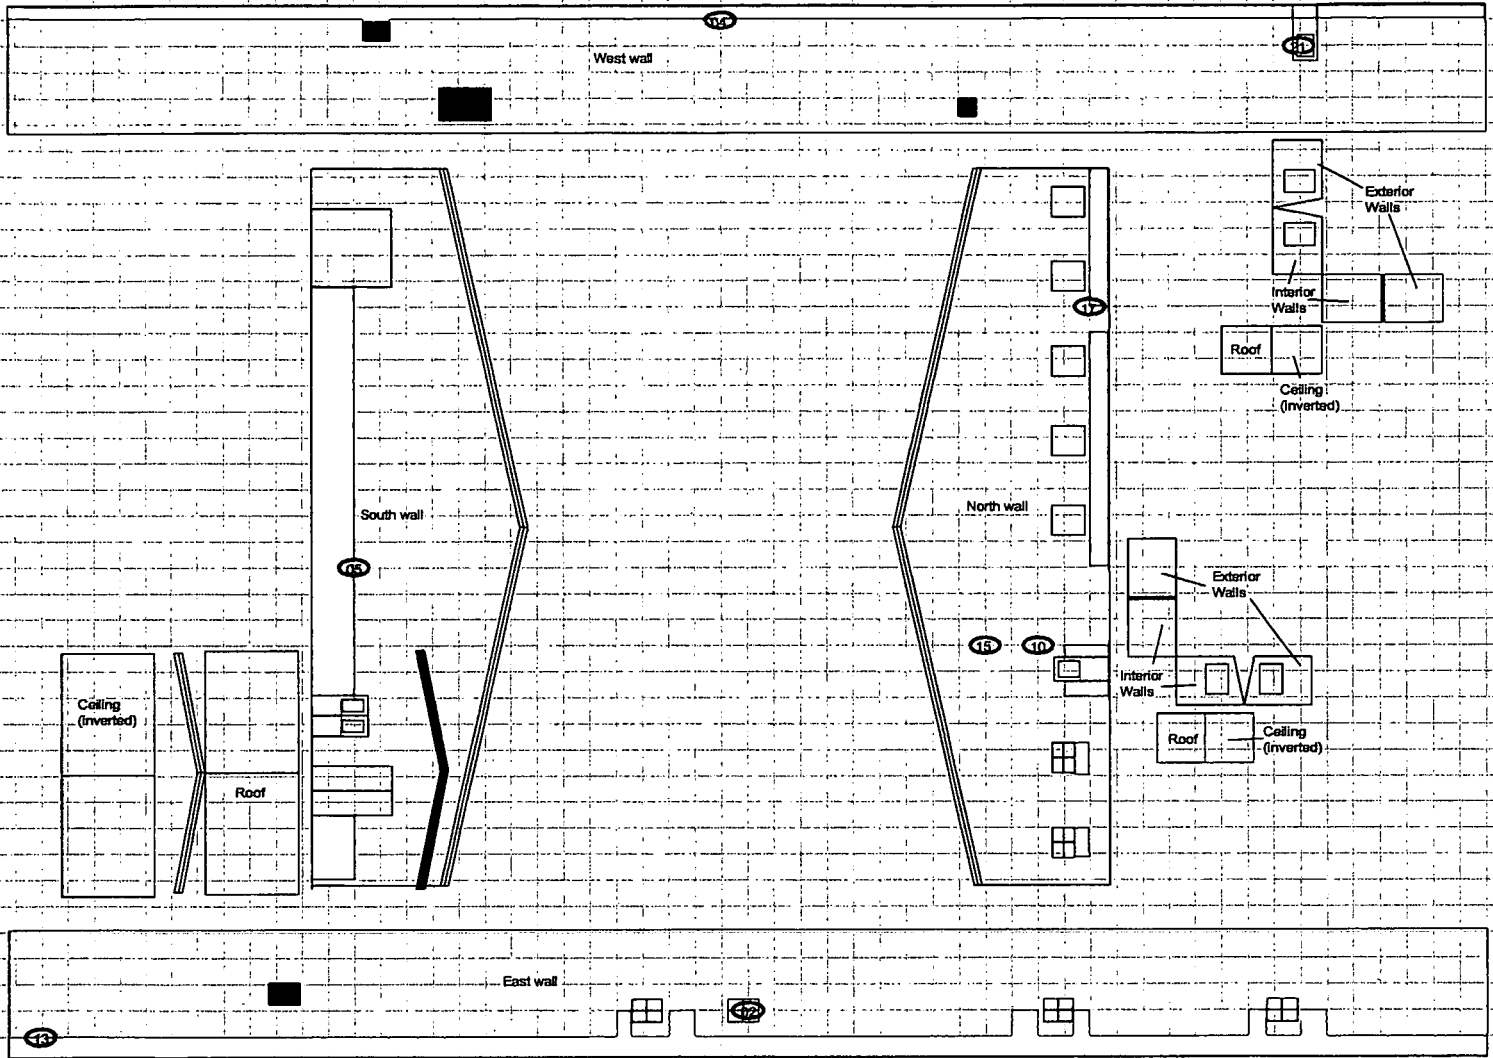 04
West wall
Exterior
Walls
Interior
Walls
17
Roof
Ceiling
(inverted)
South wall
North wall
05
Exterior
Walls
15
10
Interior
Walls
Ceiling
(inverted)
Roof
Roof
Ceiling
(inverted)
East wall
02
13